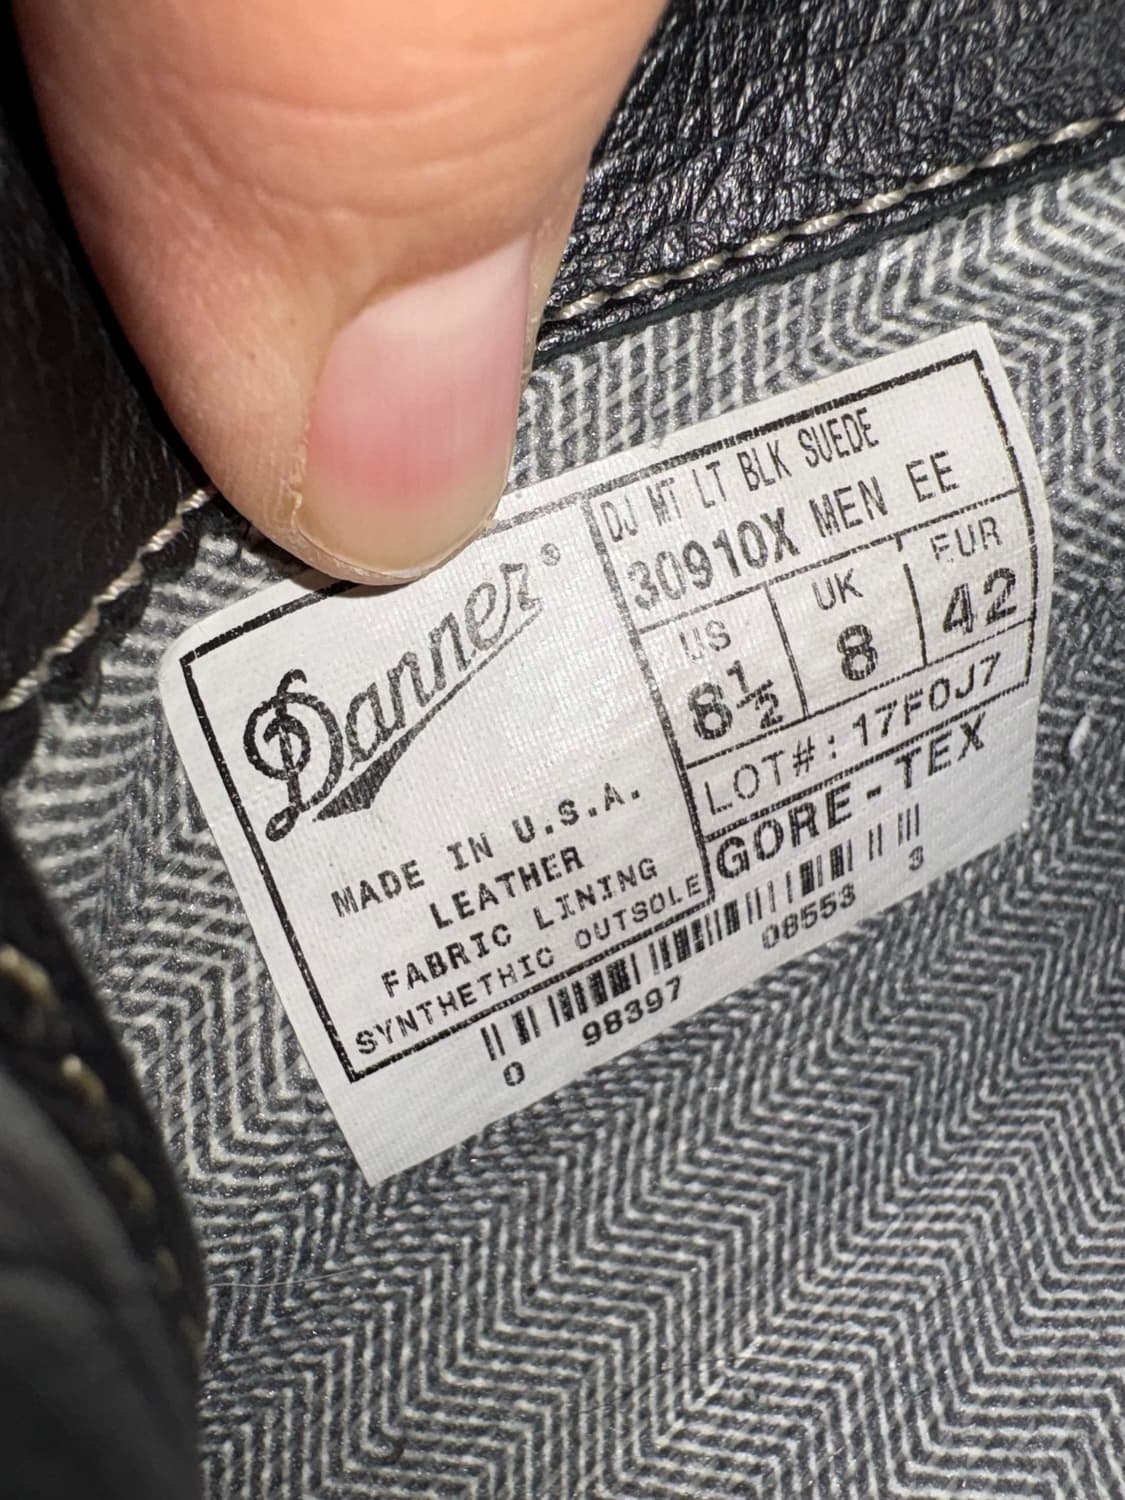 Danner®
MADE IN U.S.A.
LEATHER
FABRIC LINING
SYNTHETHIC OUTSOLE
DJ MT LT BLK SUEDE
30910X MEN EE
US UK EUR
8½ 8 42
LOT#: 17F0J7
GORE-TEX
0 98397 08553 3